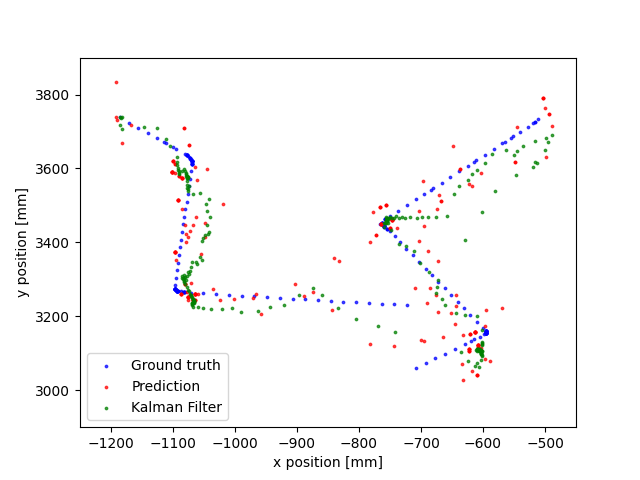 y position [mm]
3800
3600
3400
3200
3000
Ground truth
Prediction
Kalman Filter
−1200 −1100 −1000 −900 −800 −700 −600 −500
x position [mm]